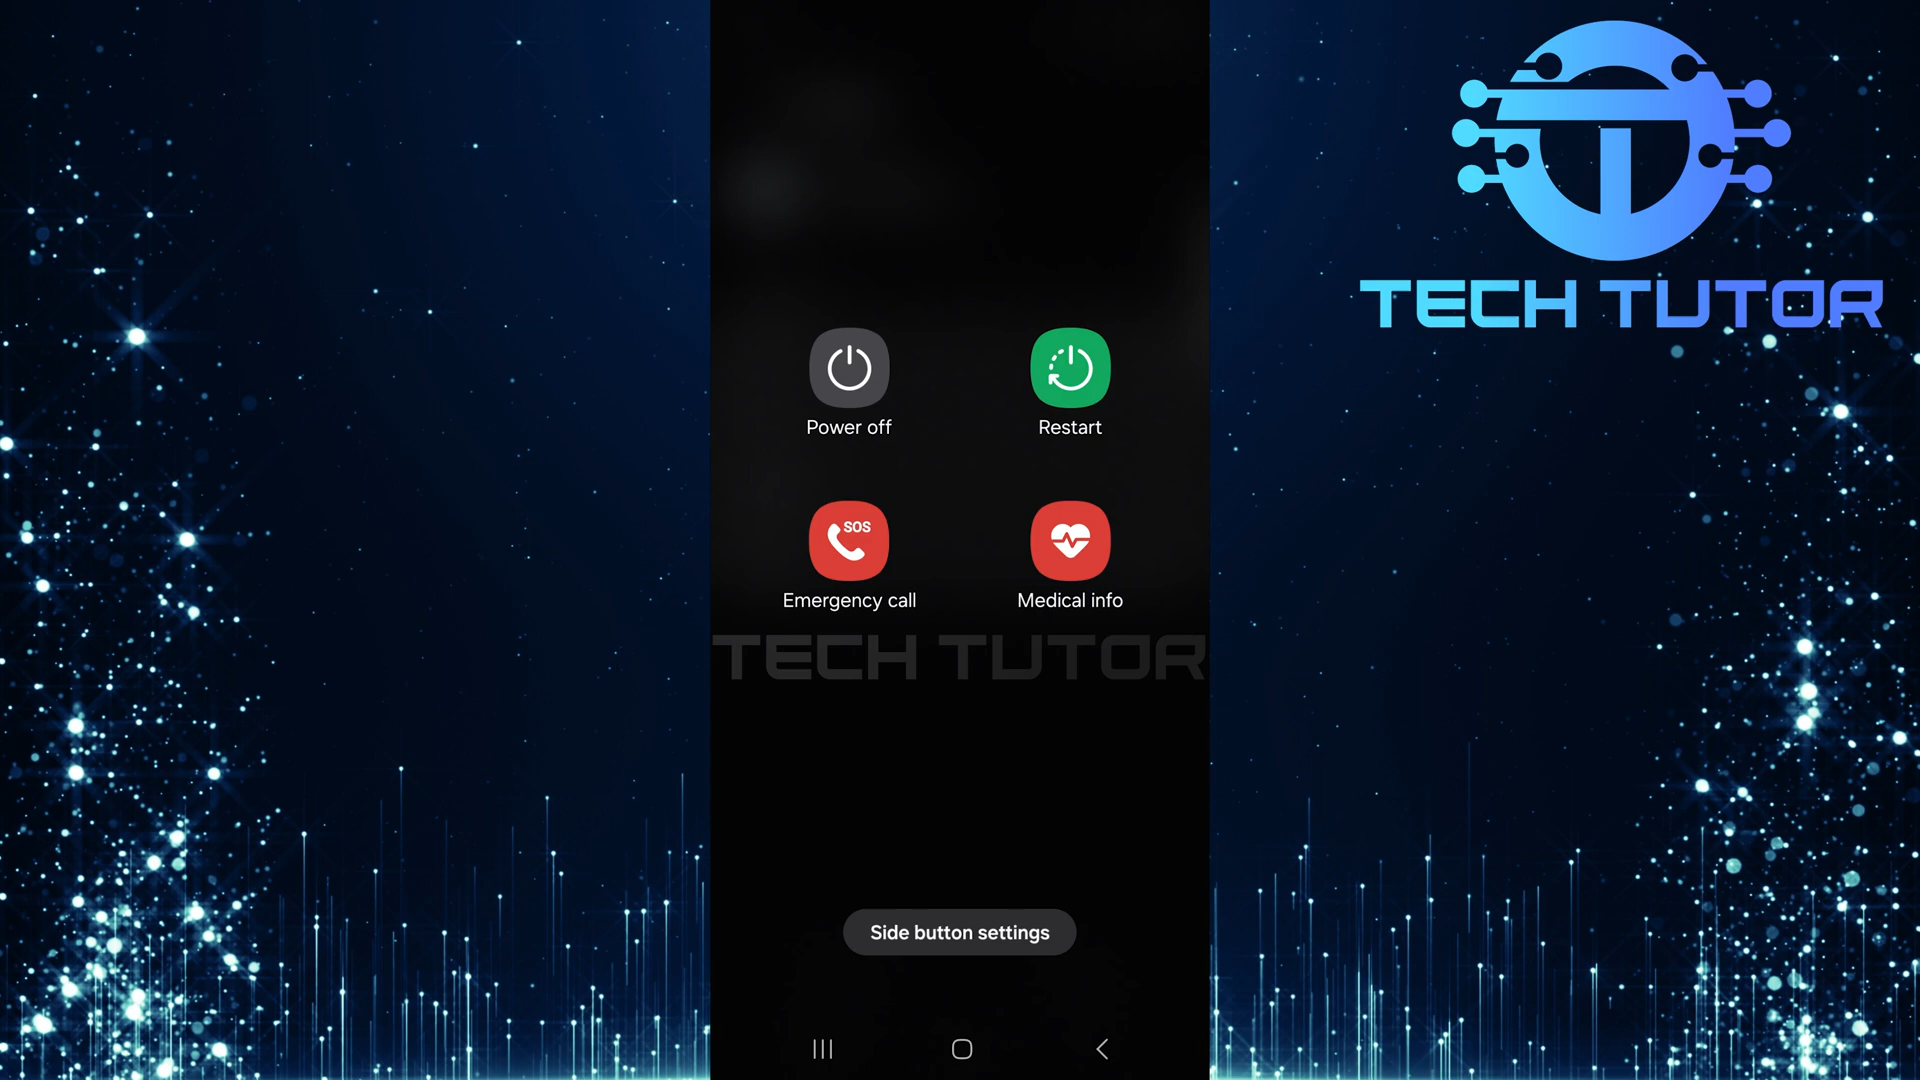 TECH TUTOR
Power off
Restart
SOS
Emergency call
Medical info
TECH TUTOR
Side button settings